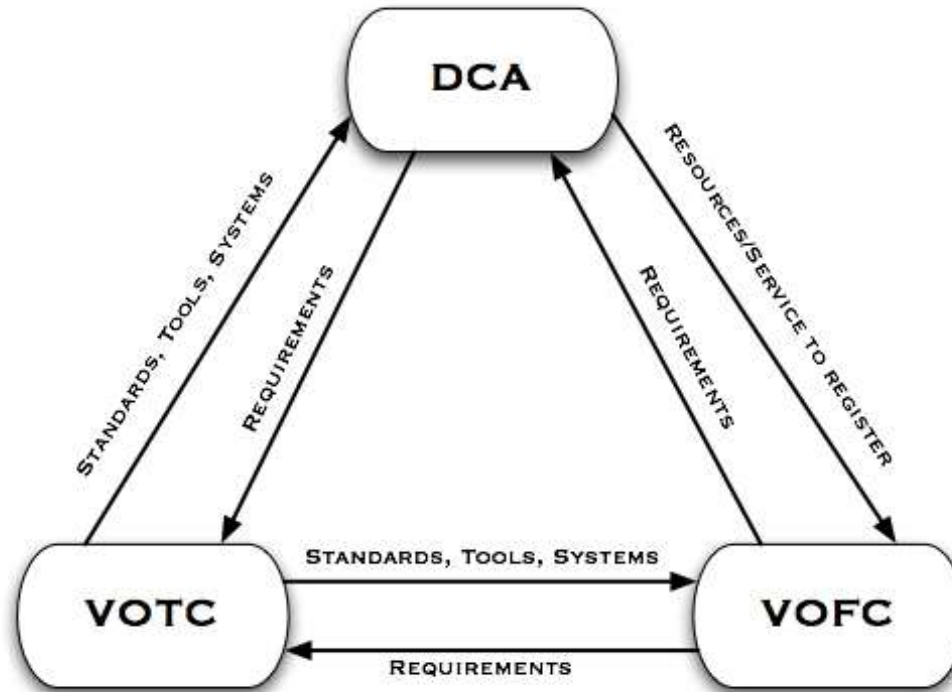 DCA
Standards, Tools, Systems
Requirements
Requirements
Resources/Service to register
Standards, Tools, Systems
VOTC
VOFC
Requirements